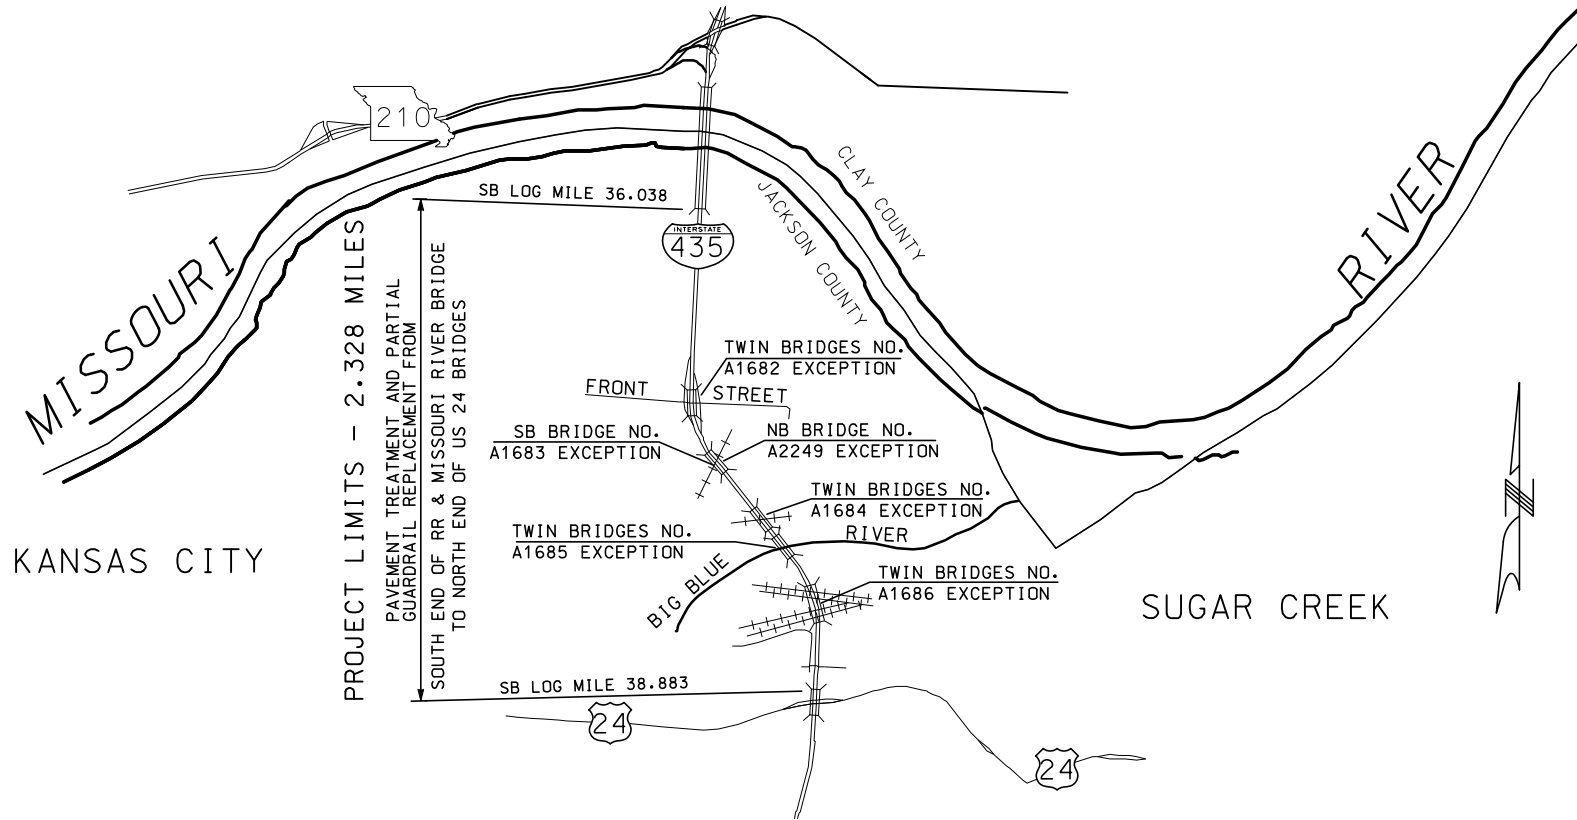 210
SB LOG MILE 36.038
INTERSTATE
435
CLAY COUNTY
JACKSON COUNTY
MISSOURI
RIVER
PROJECT LIMITS - 2.328 MILES
PAVEMENT TREATMENT AND PARTIAL
GUARDRAIL REPLACEMENT FROM
SOUTH END OF RR & MISSOURI RIVER BRIDGE
TO NORTH END OF US 24 BRIDGES
TWIN BRIDGES NO.
A1682 EXCEPTION
FRONT STREET
SB BRIDGE NO.
A1683 EXCEPTION
NB BRIDGE NO.
A2249 EXCEPTION
TWIN BRIDGES NO.
A1684 EXCEPTION
TWIN BRIDGES NO.
A1685 EXCEPTION
BIG BLUE RIVER
TWIN BRIDGES NO.
A1686 EXCEPTION
KANSAS CITY
SUGAR CREEK
N
SB LOG MILE 38.883
24
24